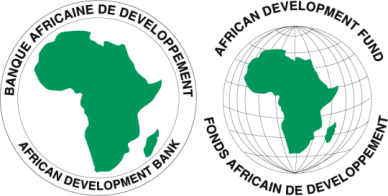 BANQUE AFRICAINE DE DEVELOPPEMENT
AFRICAN DEVELOPMENT BANK
AFRICAN DEVELOPMENT FUND
FONDS AFRICAIN DE DEVELOPPEMENT